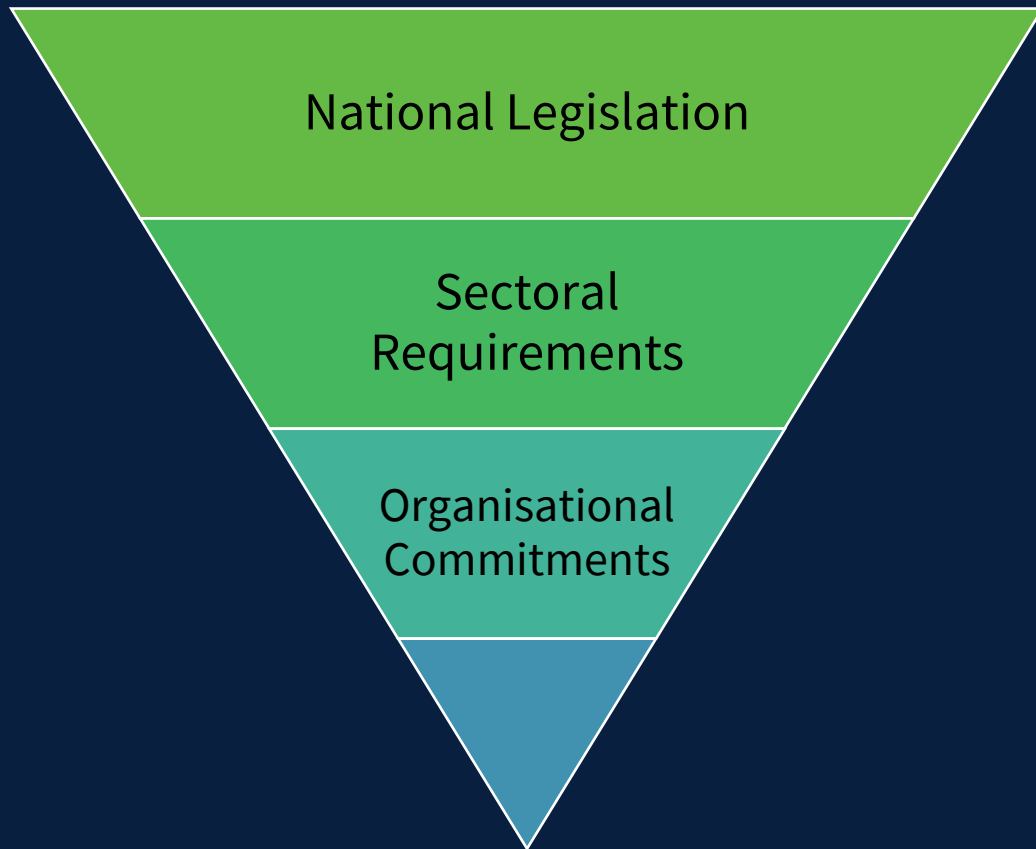 National Legislation
Sectoral
Requirements
Organisational
Commitments